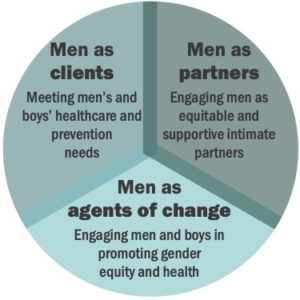 Men as
clients
Meeting men's and
boys' healthcare and
prevention
needs
Men as
partners
Engaging men as
equitable and
supportive intimate
partners
Men as
agents of change
Engaging men and boys in
promoting gender
equity and health